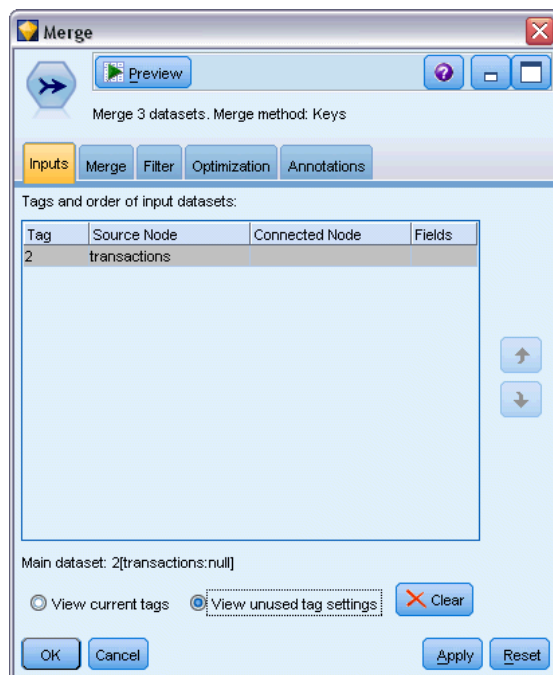 Merge
Preview
Merge 3 datasets. Merge method: Keys
Inputs Merge Filter Optimization Annotations
Tags and order of input datasets:
Tag Source Node Connected Node Fields
2 transactions
Main dataset: 2[transactions:null]
View current tags View unused tag settings Clear
OK Cancel Apply Reset